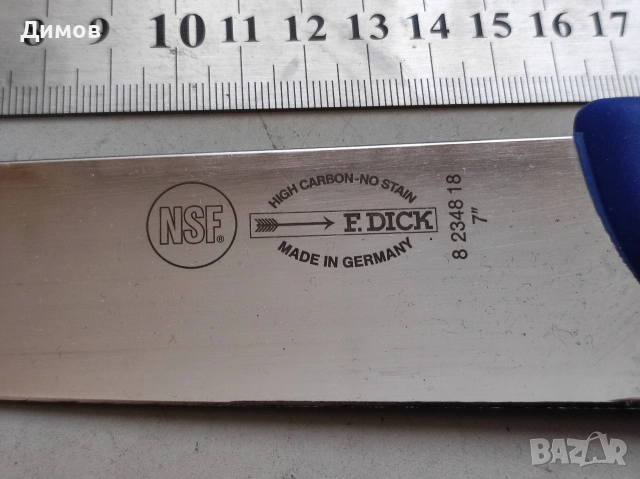 Димов
8 9 10 11 12 13 14 15 16 17
NSF®
HIGH CARBON-NO STAIN
F. DICK
MADE IN GERMANY
8 2348 18
7"
BAZAR